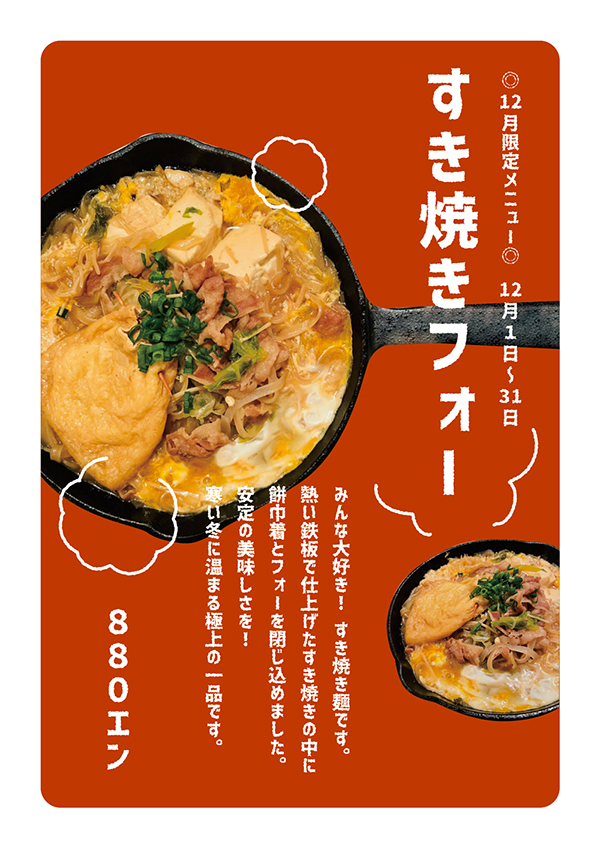 ◎12月限定メニュー◎ 12月1日〜31日
すき焼きフォー
みんな大好き！すき焼き麺です。
熱い鉄板で仕上げたすき焼きの中に
餅巾着とフォーを閉じ込めました。
安定の美味しさを！
寒い冬に温まる極上の一品です。
880エン